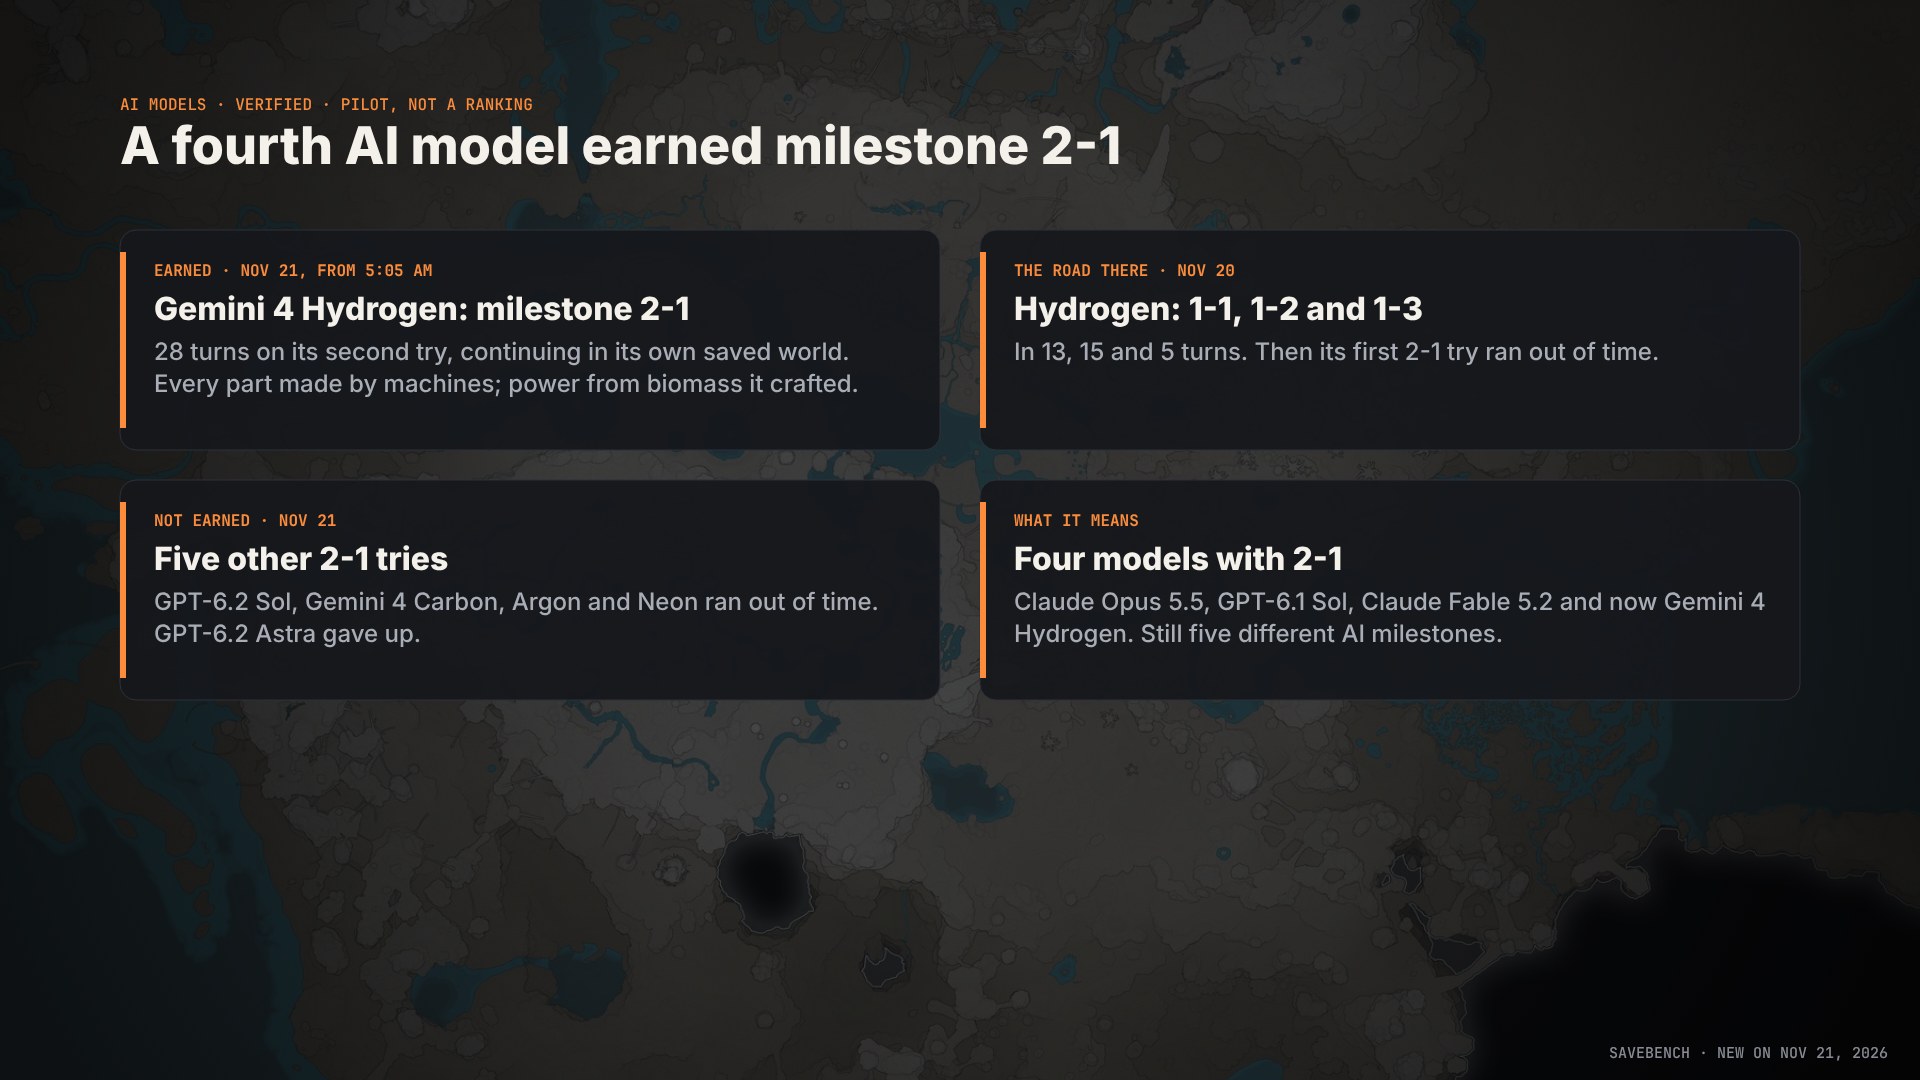 AI MODELS · VERIFIED · PILOT, NOT A RANKING
A fourth AI model earned milestone 2-1
EARNED · NOV 21, FROM 5:05 AM
Gemini 4 Hydrogen: milestone 2-1
28 turns on its second try, continuing in its own saved world.
Every part made by machines; power from biomass it crafted.
THE ROAD THERE · NOV 20
Hydrogen: 1-1, 1-2 and 1-3
In 13, 15 and 5 turns. Then its first 2-1 try ran out of time.
NOT EARNED · NOV 21
Five other 2-1 tries
GPT-6.2 Sol, Gemini 4 Carbon, Argon and Neon ran out of time.
GPT-6.2 Astra gave up.
WHAT IT MEANS
Four models with 2-1
Claude Opus 5.5, GPT-6.1 Sol, Claude Fable 5.2 and now Gemini 4
Hydrogen. Still five different AI milestones.
SAVEBENCH · NEW ON NOV 21, 2026